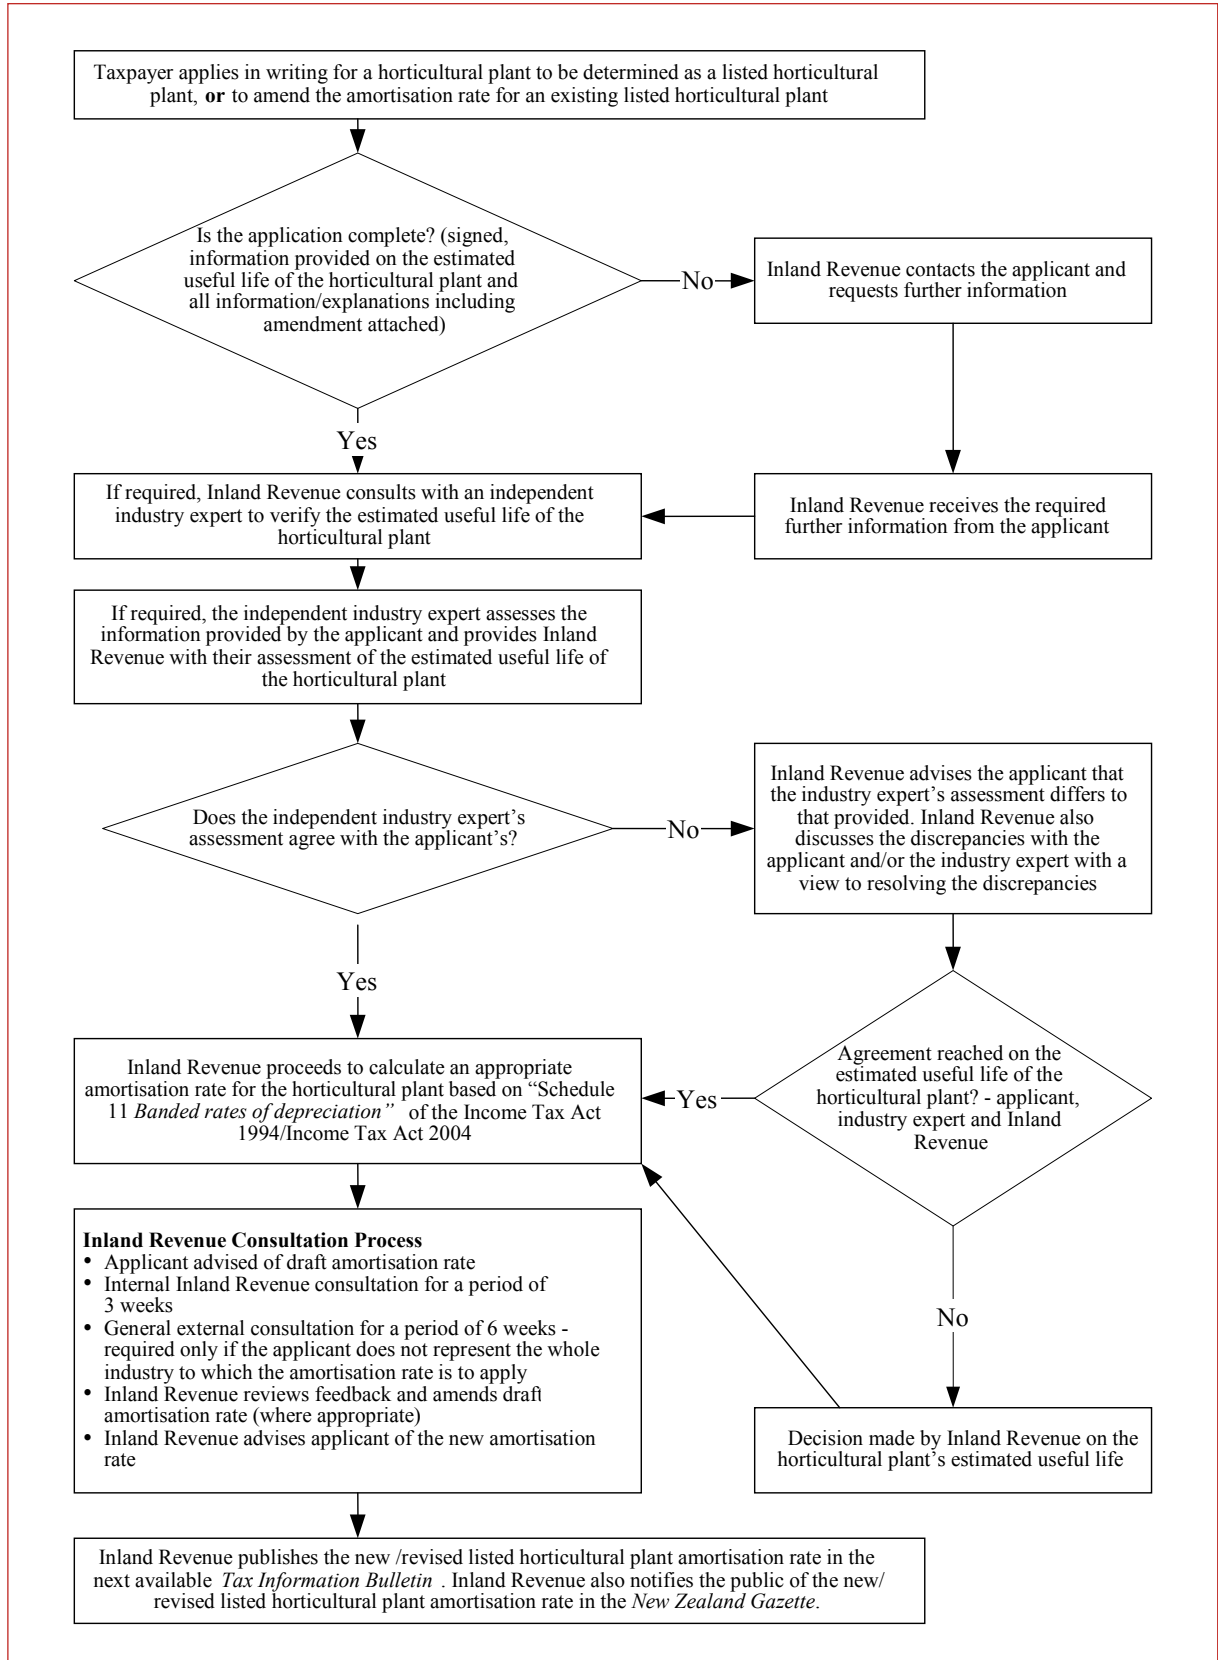 Taxpayer applies in writing for a horticultural plant to be determined as a listed horticultural
plant, or to amend the amortisation rate for an existing listed horticultural plant
Is the application complete? (signed,
information provided on the estimated
useful life of the horticultural plant and
all information/explanations including
amendment attached)
No
Inland Revenue contacts the applicant and
requests further information
Yes
If required, Inland Revenue consults with an independent
industry expert to verify the estimated useful life of the
horticultural plant
Inland Revenue receives the required
further information from the applicant
If required, the independent industry expert assesses the
information provided by the applicant and provides Inland
Revenue with their assessment of the estimated useful life of
the horticultural plant
Does the independent industry expert’s
assessment agree with the applicant’s?
No
Inland Revenue advises the applicant that
the industry expert’s assessment differs to
that provided. Inland Revenue also
discusses the discrepancies with the
applicant and/or the industry expert with a
view to resolving the discrepancies
Yes
Inland Revenue proceeds to calculate an appropriate
amortisation rate for the horticultural plant based on “Schedule
11 Banded rates of depreciation” of the Income Tax Act
1994/Income Tax Act 2004
Yes
Agreement reached on the
estimated useful life of the
horticultural plant? - applicant,
industry expert and Inland
Revenue
Inland Revenue Consultation Process
• Applicant advised of draft amortisation rate
• Internal Inland Revenue consultation for a period of
3 weeks
• General external consultation for a period of 6 weeks -
required only if the applicant does not represent the whole
industry to which the amortisation rate is to apply
• Inland Revenue reviews feedback and amends draft
amortisation rate (where appropriate)
• Inland Revenue advises applicant of the new amortisation
rate
No
Decision made by Inland Revenue on the
horticultural plant’s estimated useful life
Inland Revenue publishes the new /revised listed horticultural plant amortisation rate in the
next available Tax Information Bulletin . Inland Revenue also notifies the public of the new/
revised listed horticultural plant amortisation rate in the New Zealand Gazette.